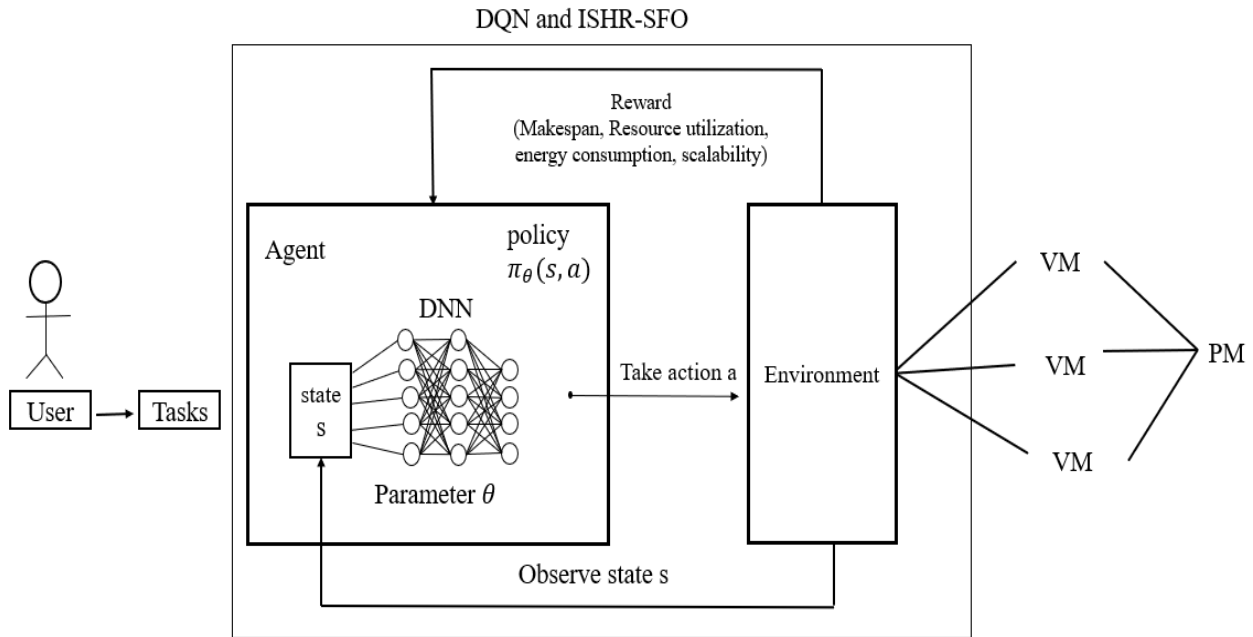 DQN and ISHR-SFO
Reward
(Makespan, Resource utilization,
energy consumption, scalability)
Agent
policy
π_θ(s, a)
DNN
state
s
Parameter θ
User
Tasks
Take action a
Environment
VM
VM
VM
PM
Observe state s